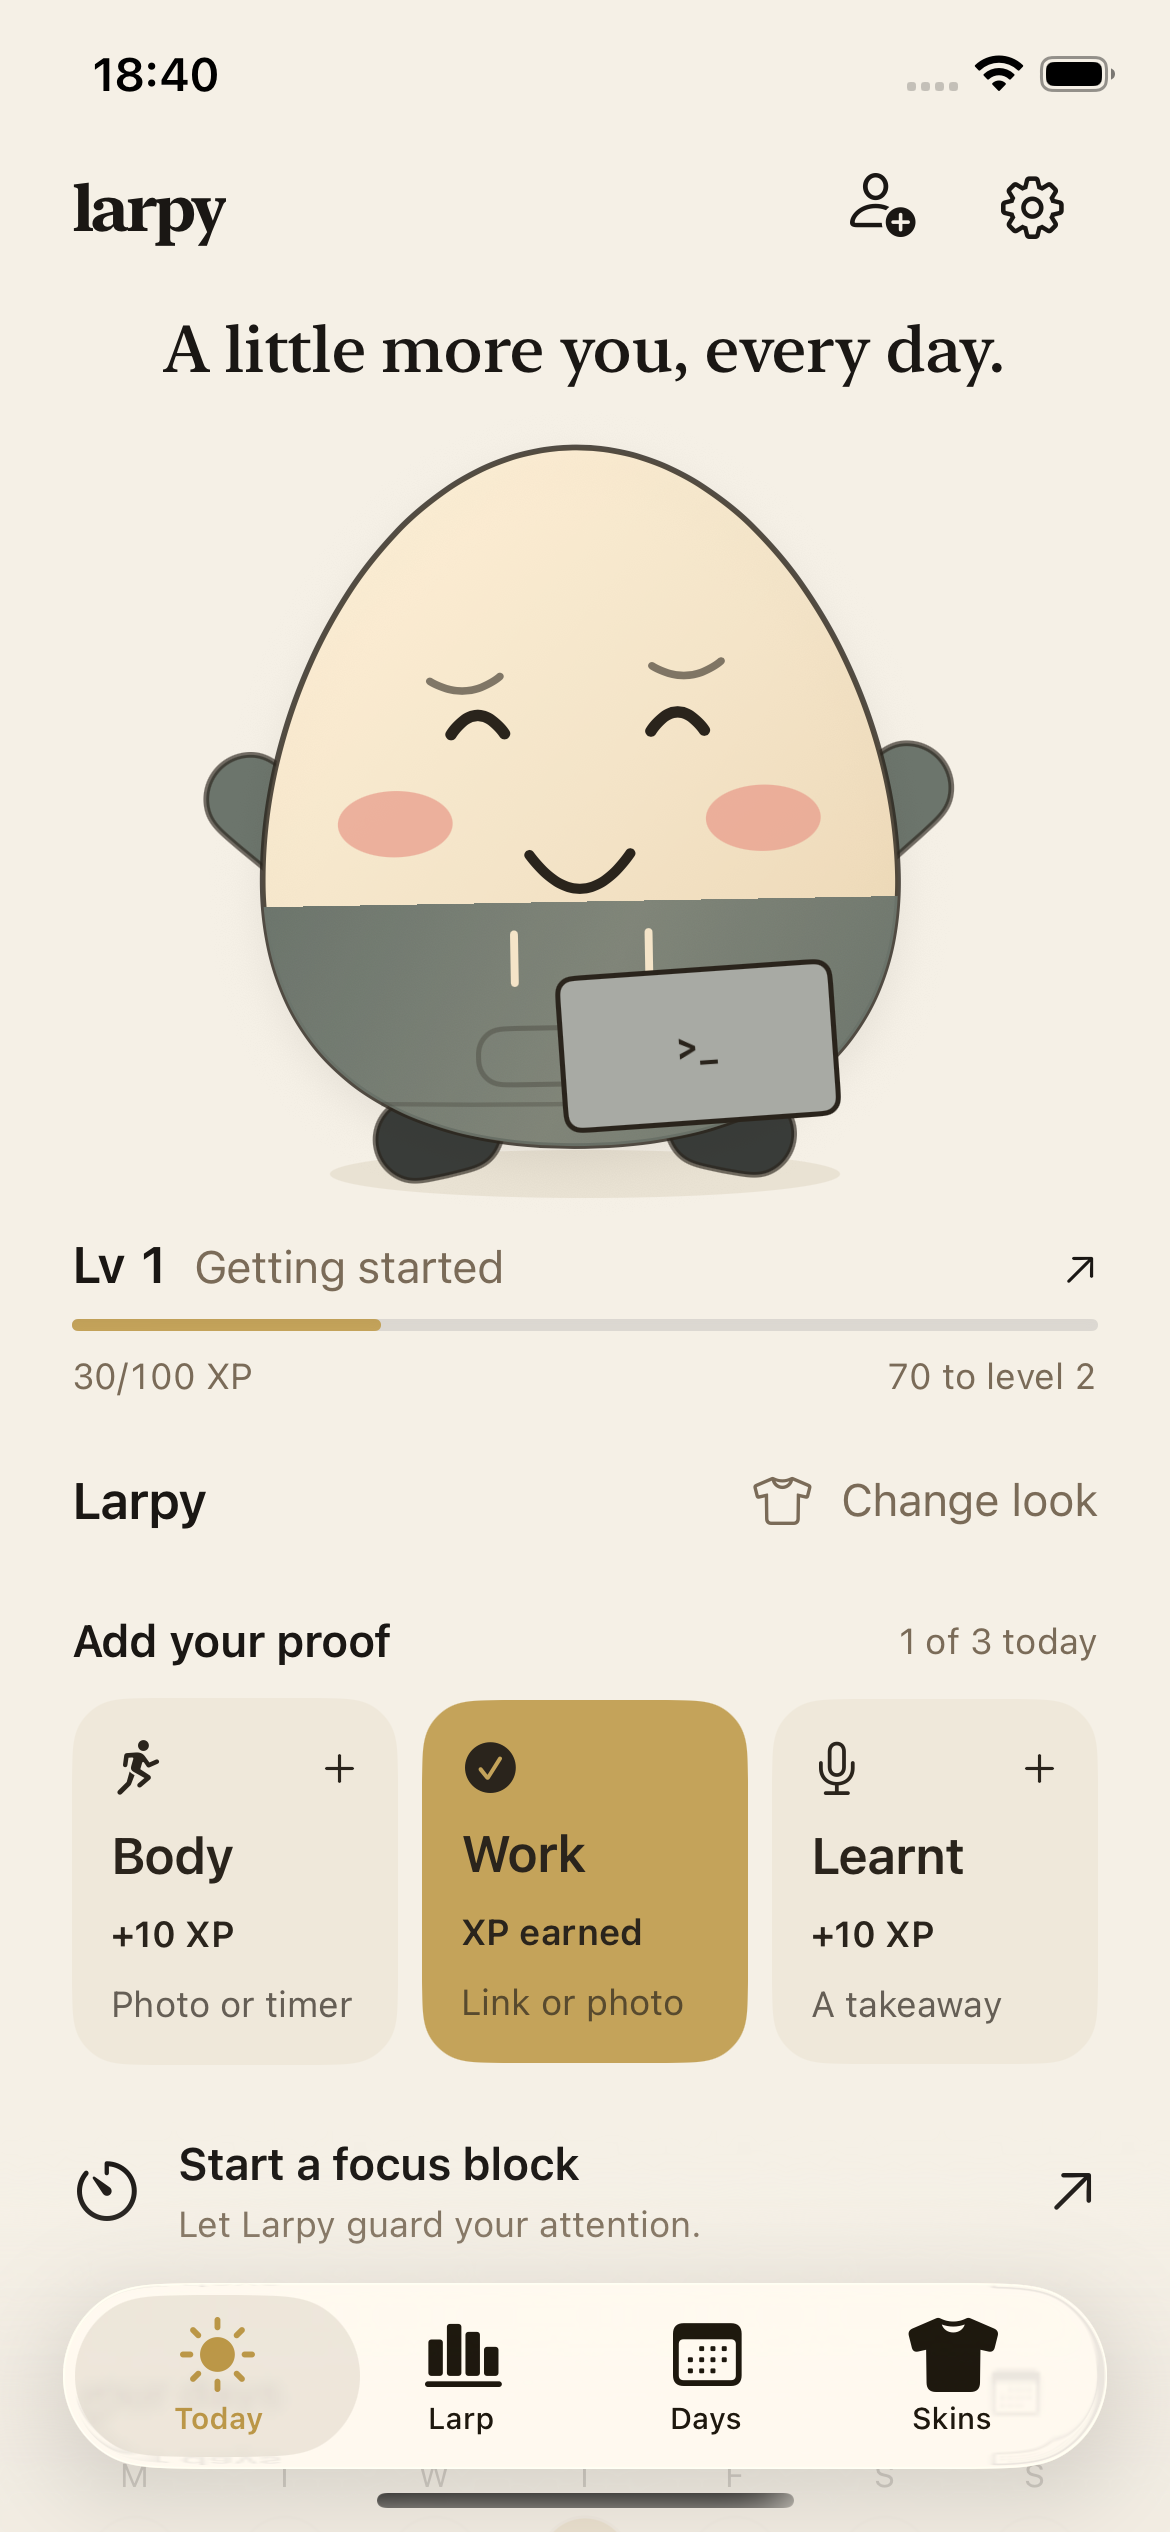 18:40
larpy
A little more you, every day.
>_
Lv 1 Getting started
30/100 XP 70 to level 2
Larpy Change look
Add your proof 1 of 3 today
Body Work Learnt
+10 XP XP earned +10 XP
Photo or timer Link or photo A takeaway
Start a focus block
Let Larpy guard your attention.
Today Larp Days Skins
M T W T F S S